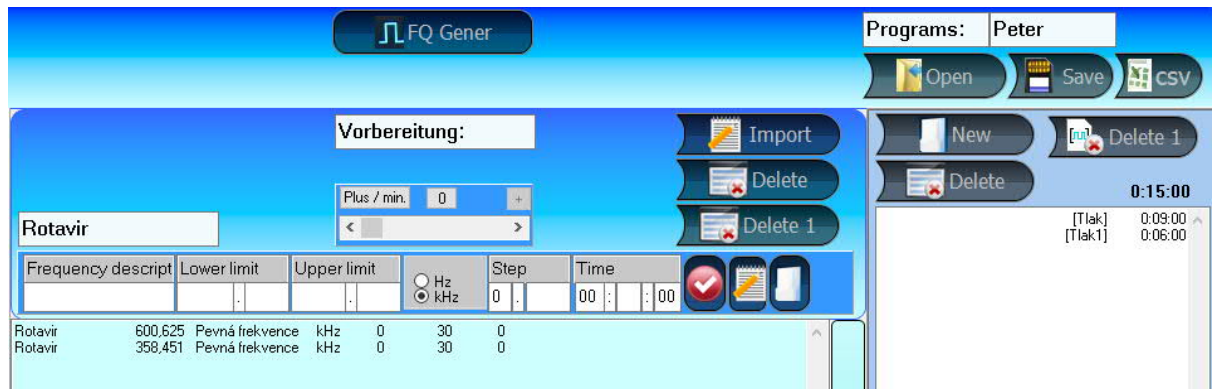 FQ Gener
Programs: Peter
Open Save CSV
Vorbereitung:
Import
New Delete 1
Delete
Delete
0:15:00
Plus / min. 0 +
< >
Rotavir
Delete 1
[Tlak] 0:09:00
[Tlak1] 0:06:00
Frequency descript Lower limit Upper limit Hz Step Time
. . kHz 0 . 00 : : 00
Rotavir 600,625 Pevná frekvence kHz 0 30 0
Rotavir 358,451 Pevná frekvence kHz 0 30 0